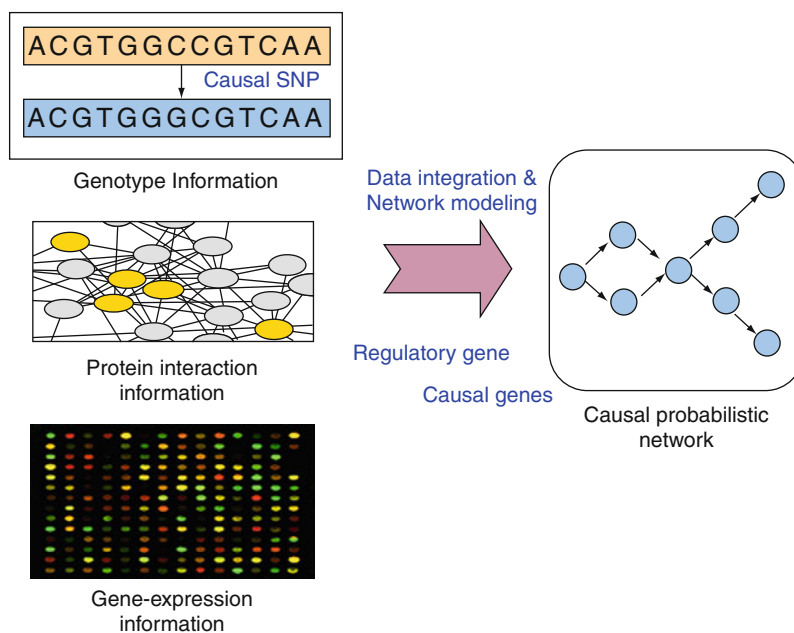 ACGTGGCCGTCAA
Causal SNP
ACGTGGGCGTCAA
Genotype Information
Protein interaction
information
Gene-expression
information
Data integration &
Network modeling
Regulatory gene
Causal genes
Causal probabilistic
network